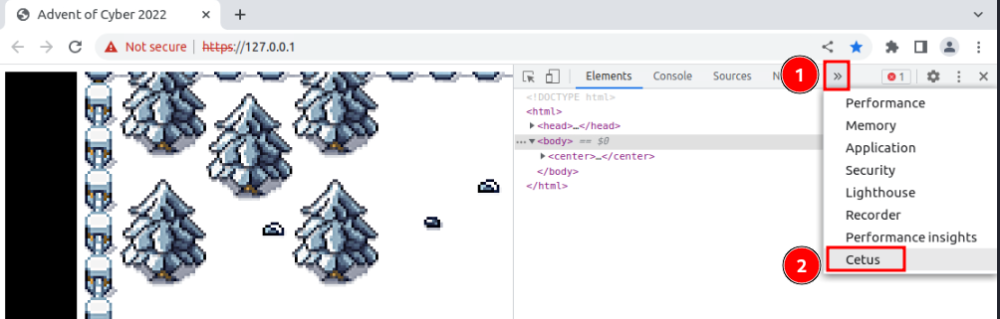 Advent of Cyber 2022
Not secure https://127.0.0.1
Elements Console Sources N 1 » 1
<!DOCTYPE html>
<html>
<head>…</head>
<body> == $0
<center>…</center>
</body>
</html>
Performance
Memory
Application
Security
Lighthouse
Recorder
Performance insights
2 Cetus